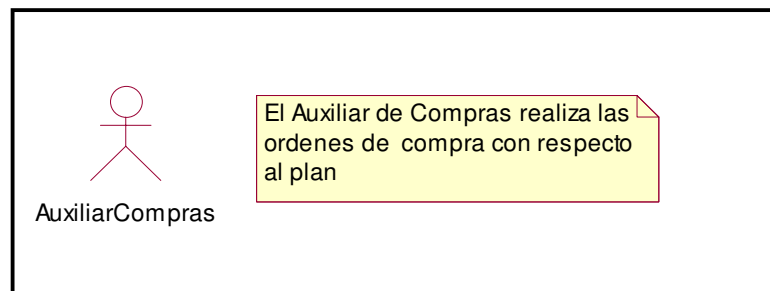 El Auxiliar de Compras realiza las
ordenes de compra con respecto
al plan
AuxiliarCompras